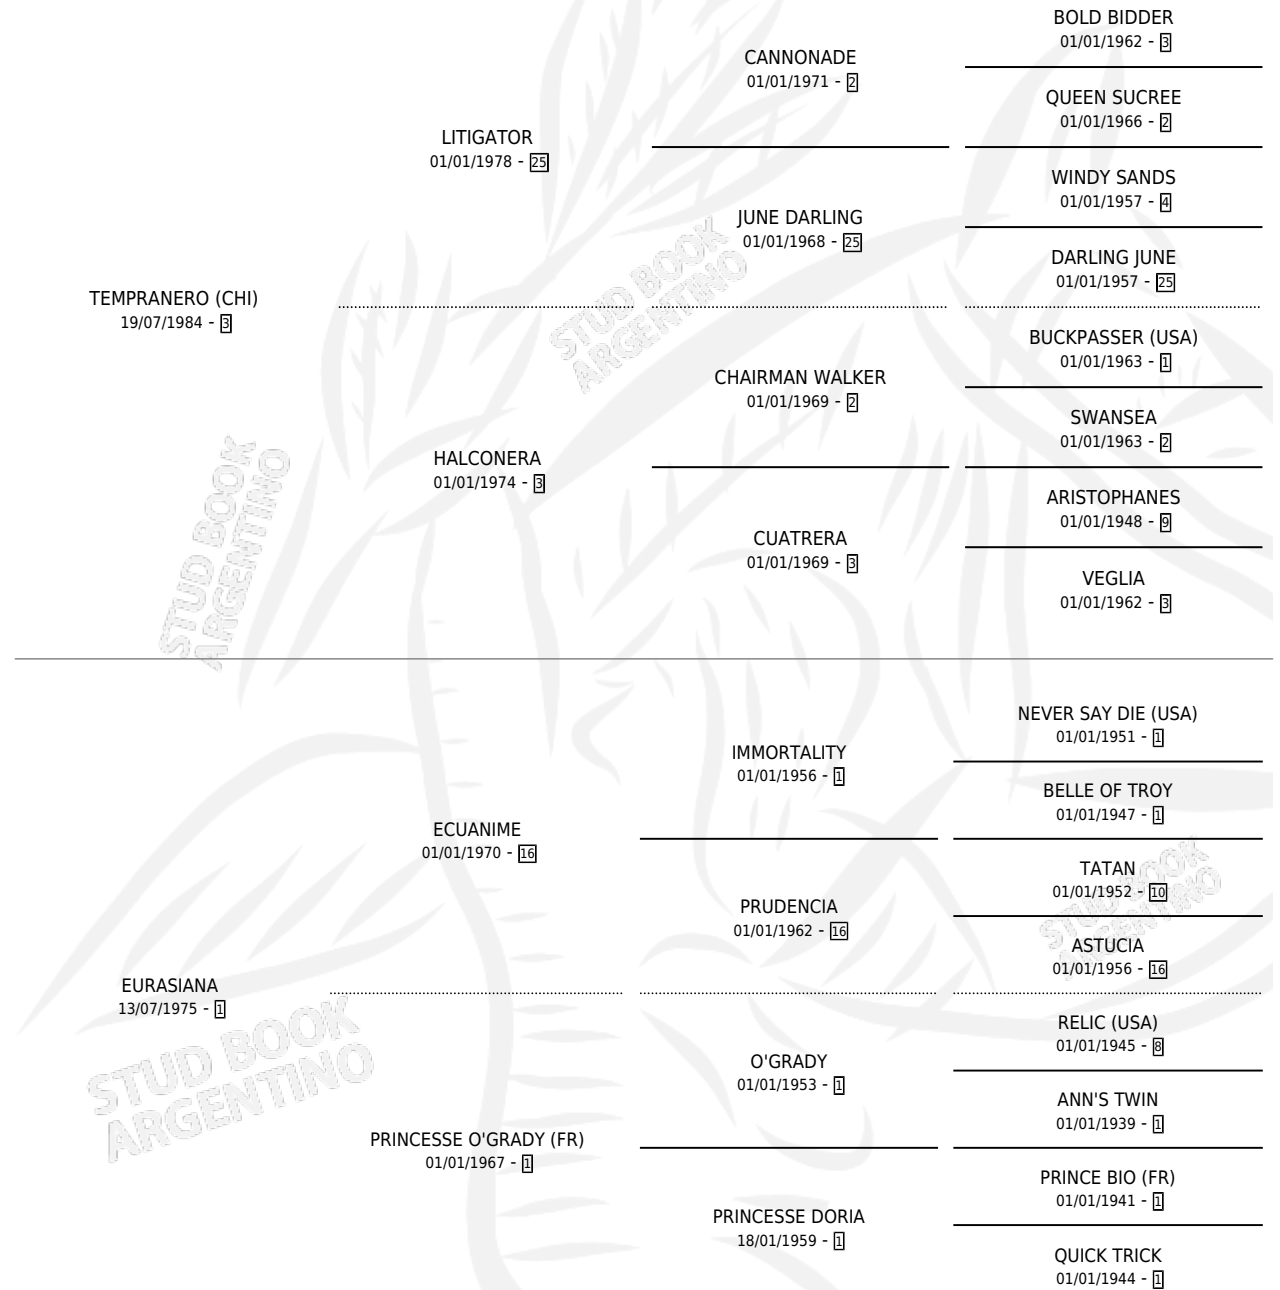 BOLD BIDDER
01/01/1962 - 3
CANNONADE
01/01/1971 - 2
QUEEN SUCREE
01/01/1966 - 2
LITIGATOR
01/01/1978 - 25
WINDY SANDS
01/01/1957 - 4
JUNE DARLING
01/01/1968 - 25
DARLING JUNE
01/01/1957 - 25
TEMPRANERO (CHI)
19/07/1984 - 3
STUD BOOK
ARGENTINO
BUCKPASSER (USA)
01/01/1963 - 1
CHAIRMAN WALKER
01/01/1969 - 2
SWANSEA
01/01/1963 - 2
HALCONERA
01/01/1974 - 3
ARISTOPHANES
01/01/1948 - 9
CUATRERA
01/01/1969 - 3
VEGLIA
01/01/1962 - 3
STUD BOOK
ARGENTINO
NEVER SAY DIE (USA)
01/01/1951 - 1
IMMORTALITY
01/01/1956 - 1
BELLE OF TROY
01/01/1947 - 1
ECUANIME
01/01/1970 - 16
TATAN
01/01/1952 - 10
PRUDENCIA
01/01/1962 - 16
ASTUCIA
01/01/1956 - 16
STUD BOOK
ARGENTINO
EURASIANA
13/07/1975 - 1
RELIC (USA)
01/01/1945 - 8
O'GRADY
01/01/1953 - 1
ANN'S TWIN
01/01/1939 - 1
STUD BOOK
ARGENTINO
PRINCESSE O'GRADY (FR)
01/01/1967 - 1
PRINCE BIO (FR)
01/01/1941 - 1
PRINCESSE DORIA
18/01/1959 - 1
QUICK TRICK
01/01/1944 - 1